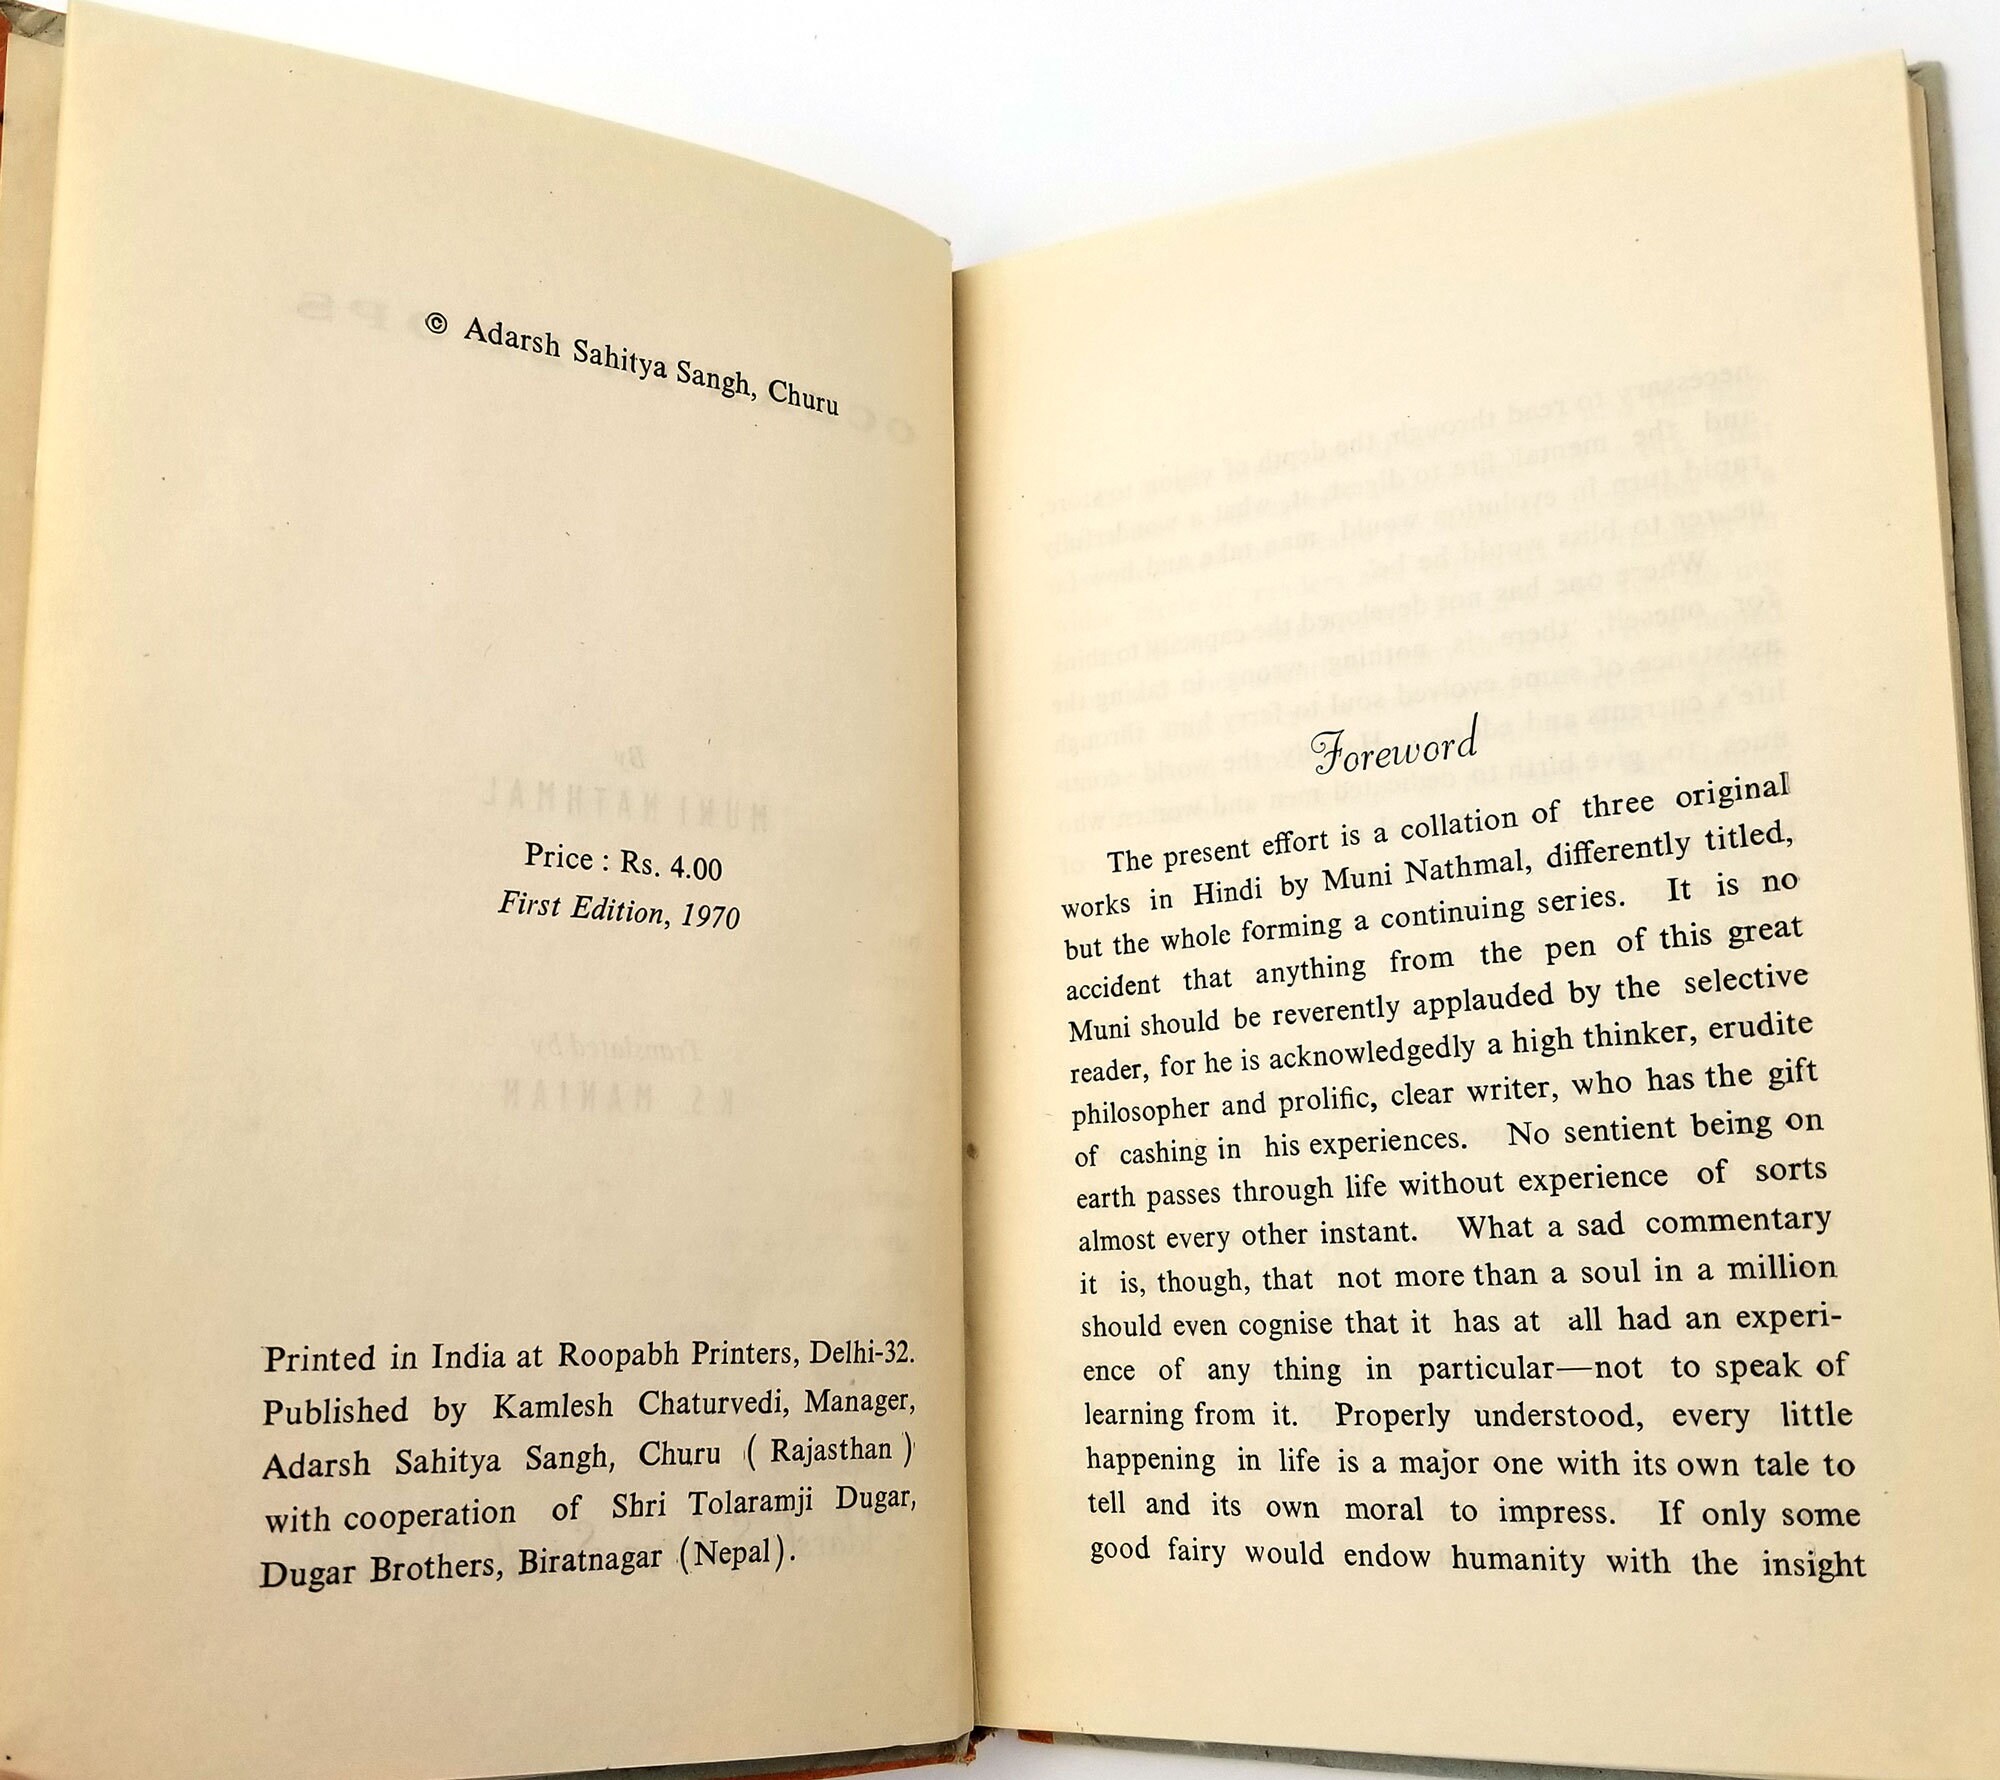 © Adarsh Sahitya Sangh, Churu
Price : Rs. 4.00
First Edition, 1970
Printed in India at Roopabh Printers, Delhi-32.
Published by Kamlesh Chaturvedi, Manager,
Adarsh Sahitya Sangh, Churu ( Rajasthan )
with cooperation of Shri Tolaramji Dugar,
Dugar Brothers, Biratnagar (Nepal).
Foreword
The present effort is a collation of three original
works in Hindi by Muni Nathmal, differently titled,
but the whole forming a continuing series. It is no
accident that anything from the pen of this great
Muni should be reverently applauded by the selective
reader, for he is acknowledgedly a high thinker, erudite
philosopher and prolific, clear writer, who has the gift
of cashing in his experiences. No sentient being on
earth passes through life without experience of sorts
almost every other instant. What a sad commentary
it is, though, that not more than a soul in a million
should even cognise that it has at all had an experi-
ence of any thing in particular—not to speak of
learning from it. Properly understood, every little
happening in life is a major one with its own tale to
tell and its own moral to impress. If only some
good fairy would endow humanity with the insight